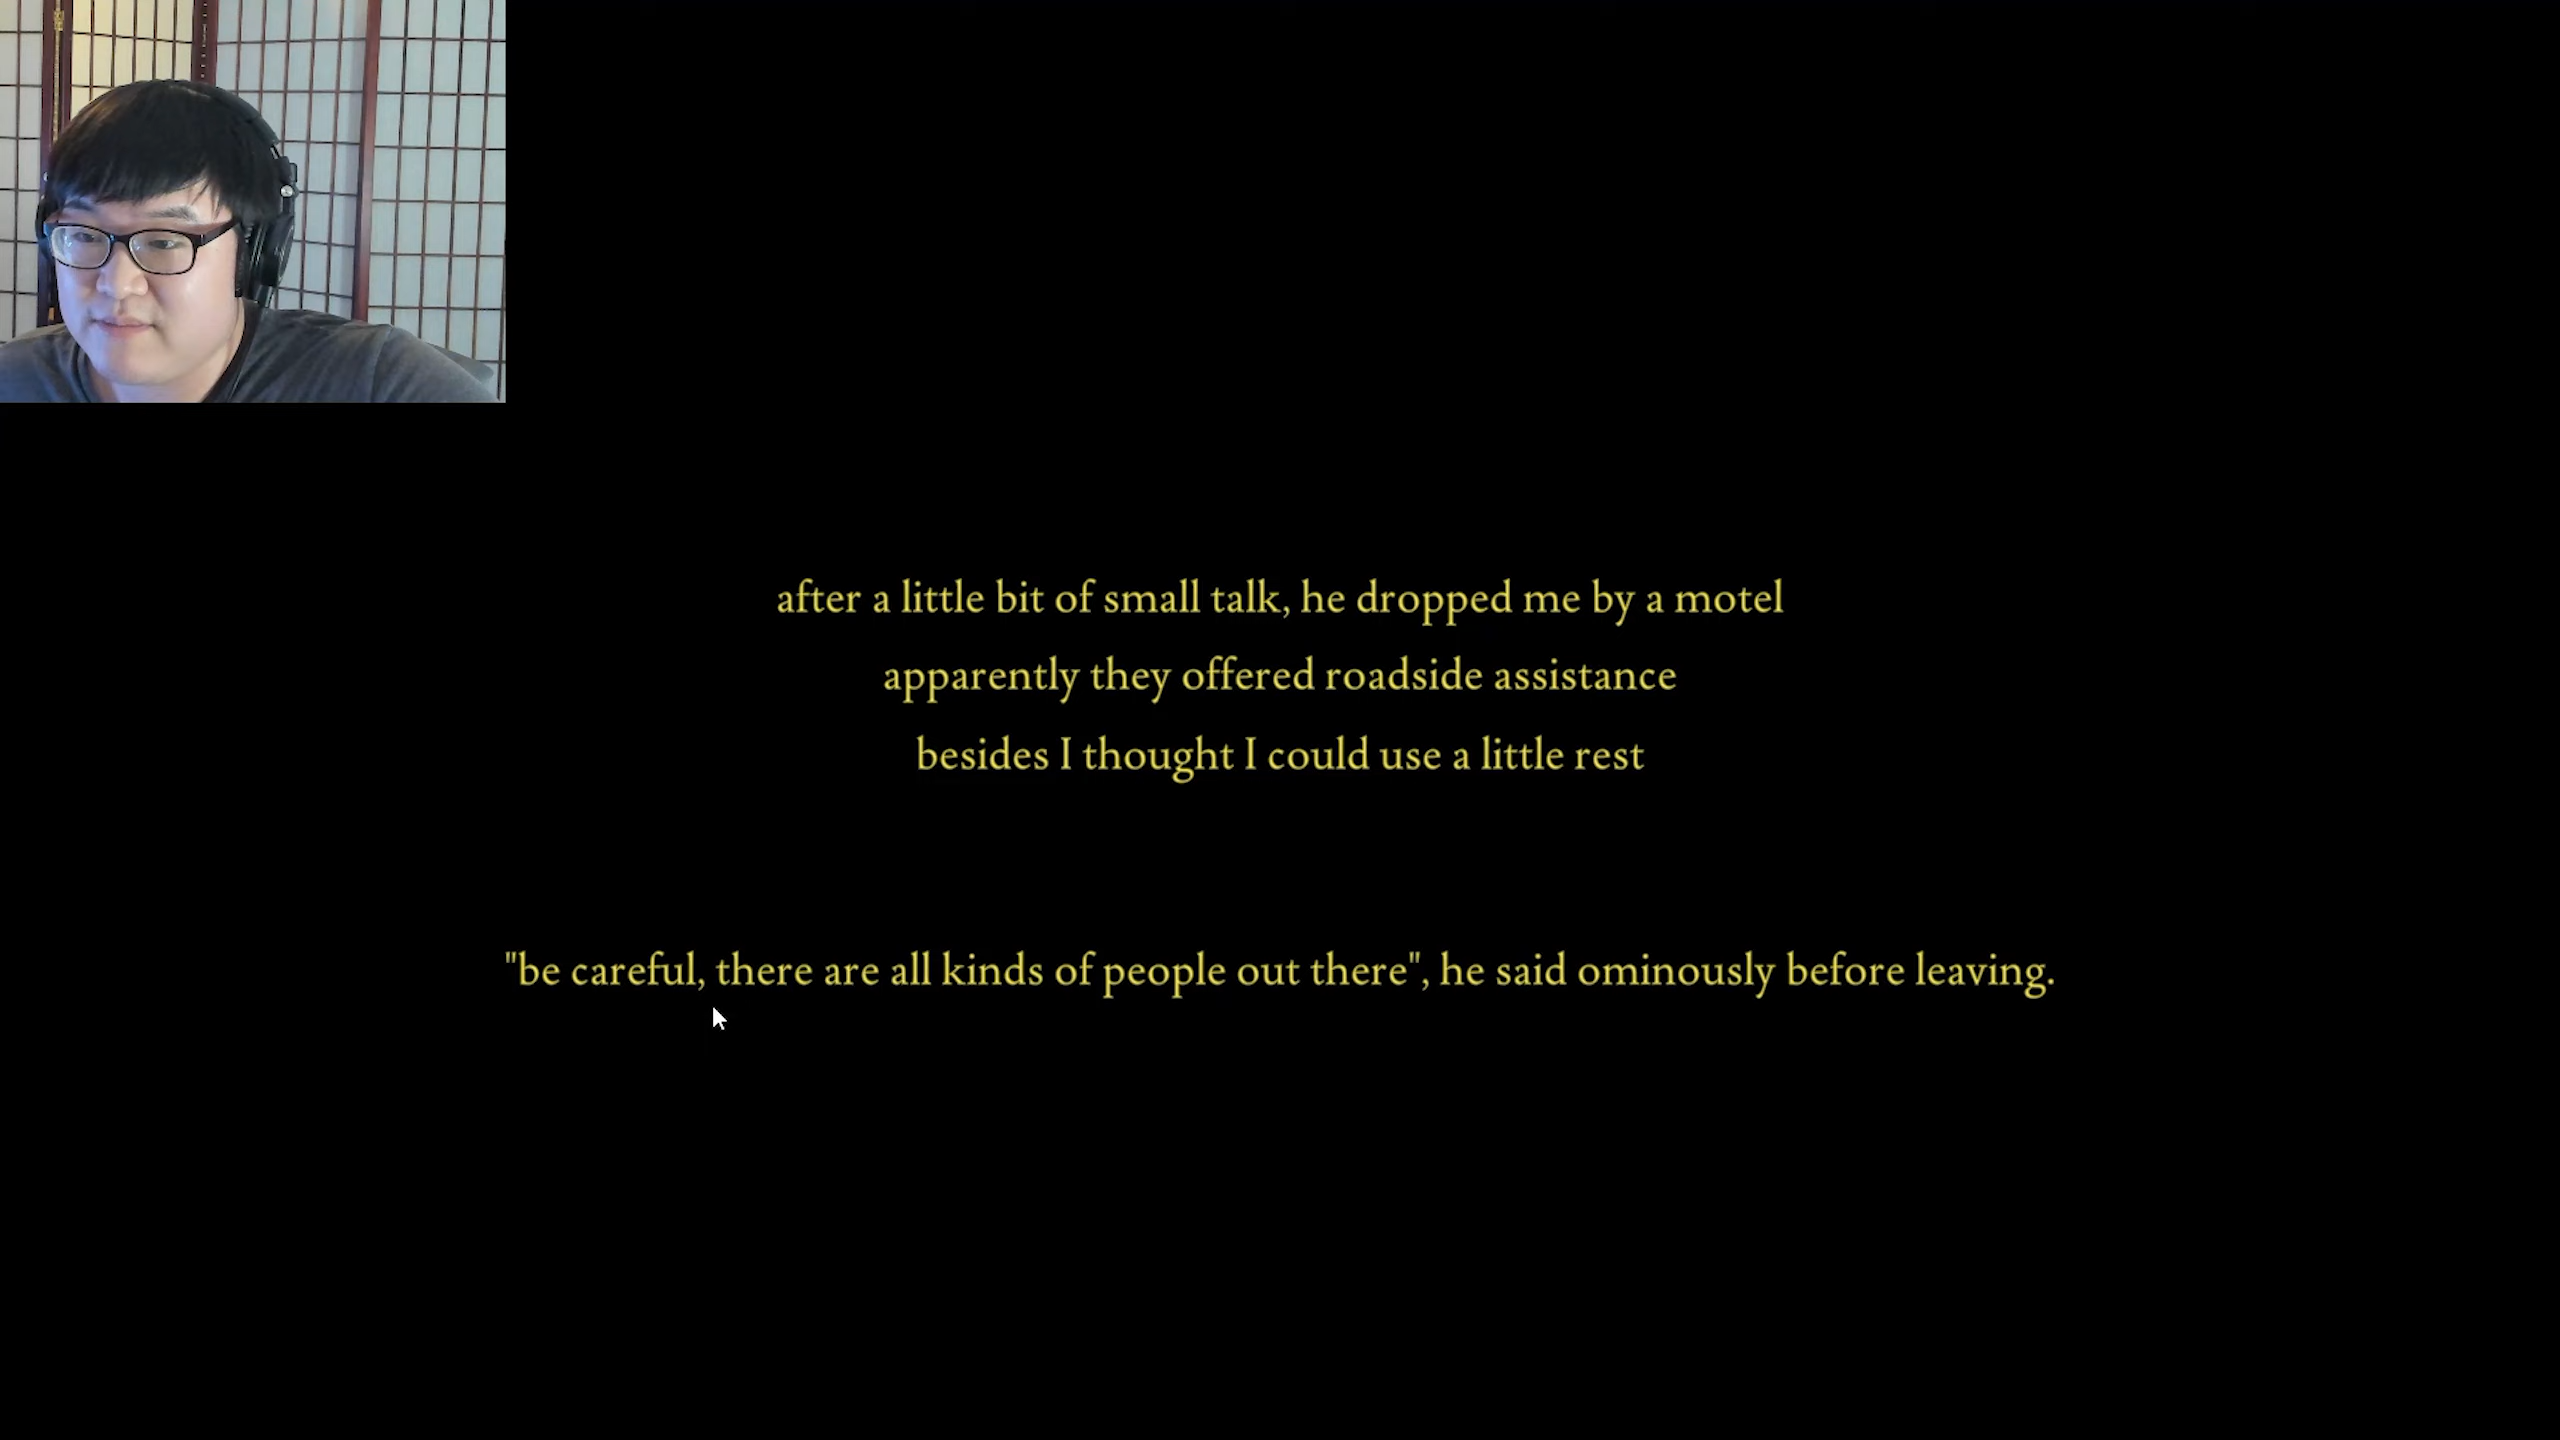 after a little bit of small talk, he dropped me by a motel
apparently they offered roadside assistance
besides I thought I could use a little rest
"be careful, there are all kinds of people out there", he said ominously before leaving.